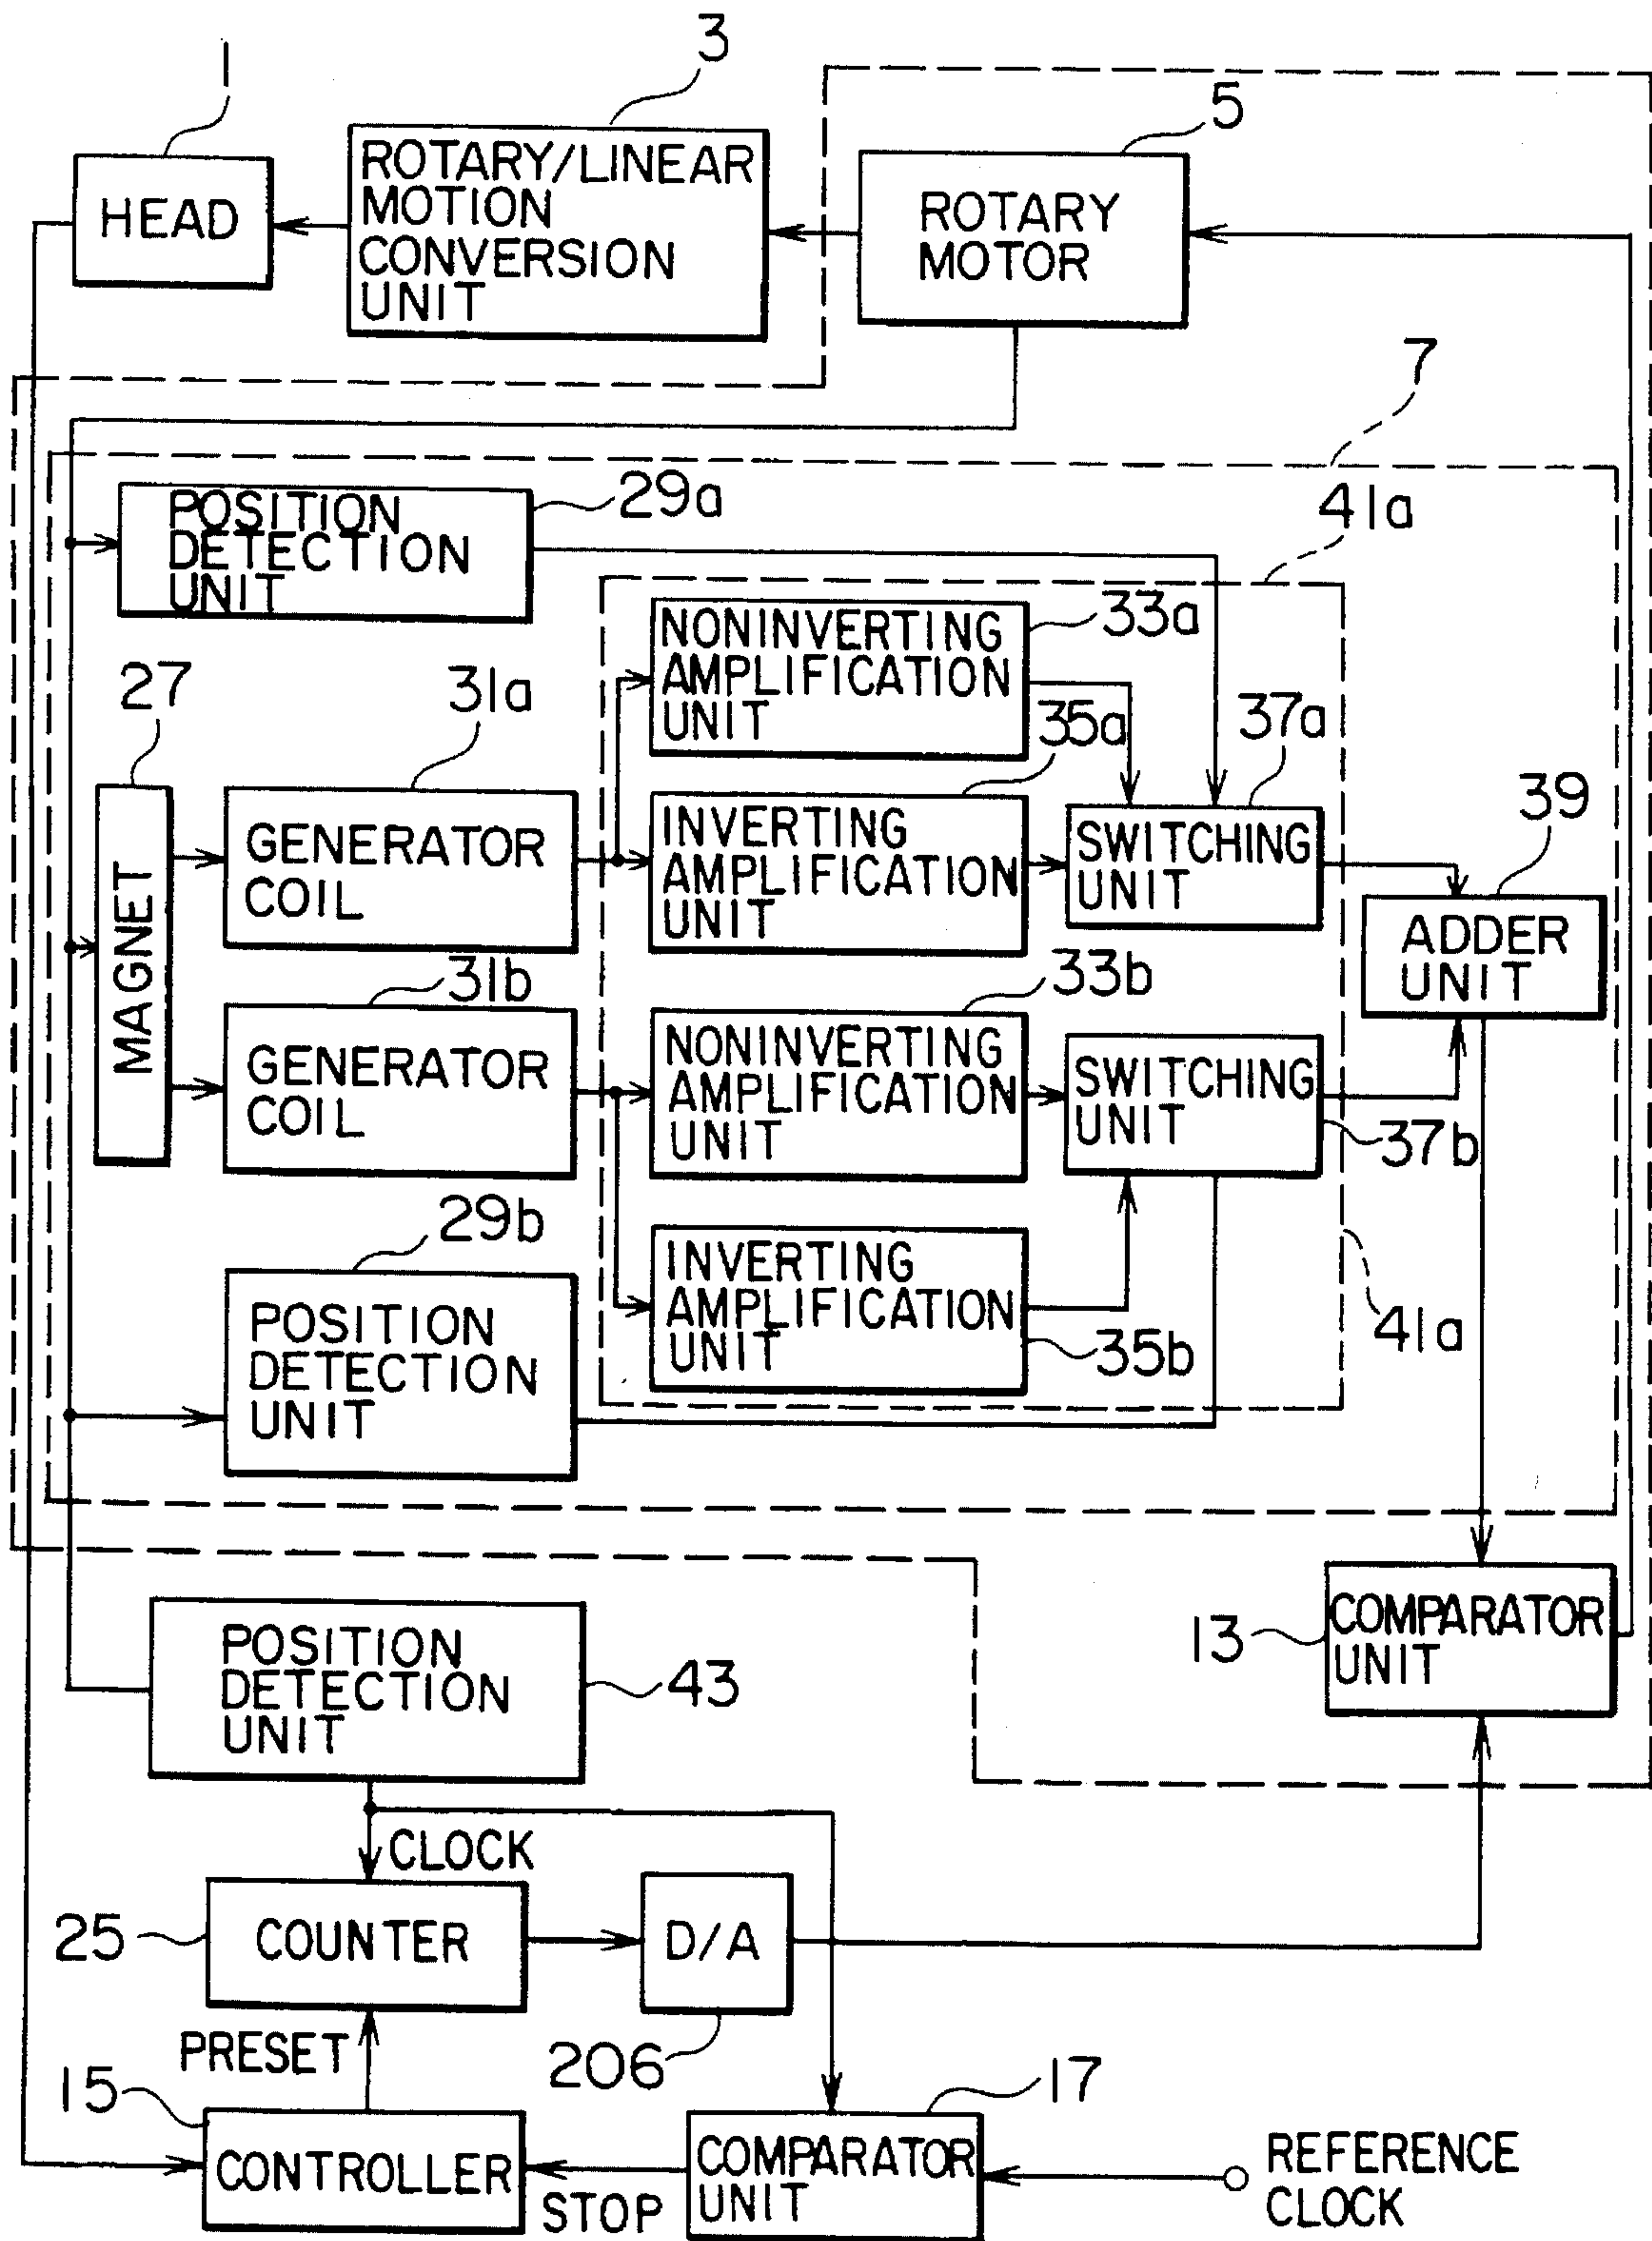 1
3
5
HEAD
ROTARY/LINEAR
MOTION
CONVERSION
UNIT
ROTARY
MOTOR
7
POSITION
DETECTION
UNIT
29a
41a
NONINVERTING
AMPLIFICATION
UNIT
33a
27
31a
35a
37a
MAGNET
GENERATOR
COIL
INVERTING
AMPLIFICATION
UNIT
SWITCHING
UNIT
39
ADDER
UNIT
31b
33b
GENERATOR
COIL
NONINVERTING
AMPLIFICATION
UNIT
SWITCHING
UNIT
37b
29b
POSITION
DETECTION
UNIT
INVERTING
AMPLIFICATION
UNIT
35b
41a
POSITION
DETECTION
UNIT
43
13
COMPARATOR
UNIT
CLOCK
25
COUNTER
D/A
206
PRESET
15
17
CONTROLLER
STOP
COMPARATOR
UNIT
REFERENCE
CLOCK